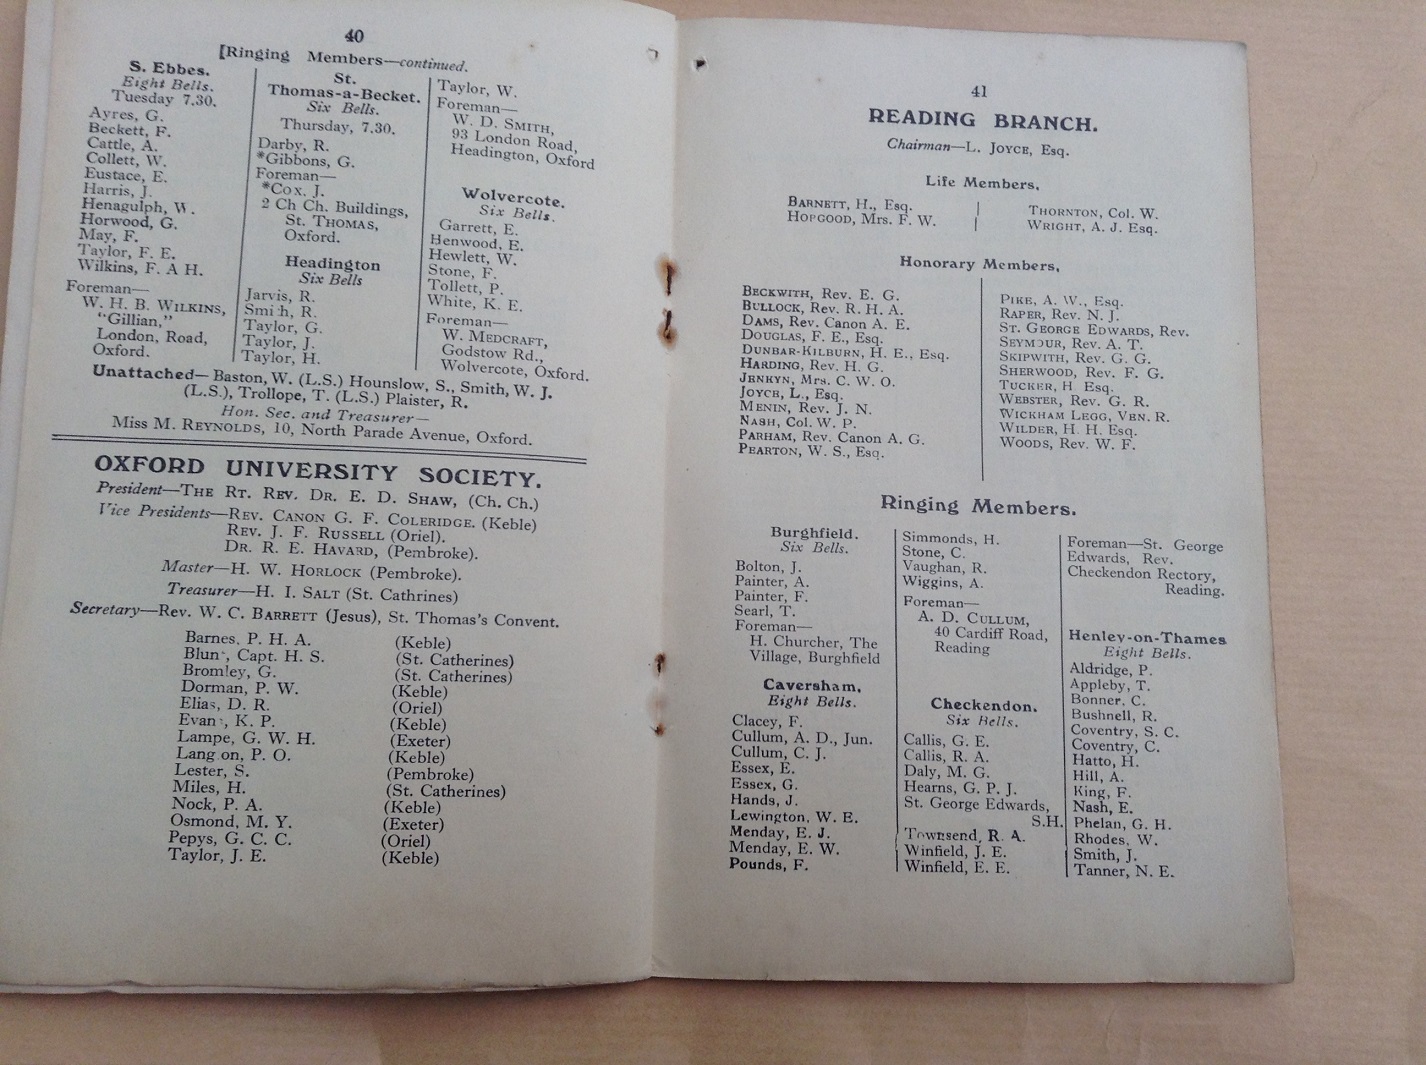 40
[Ringing Members—continued.
S. Ebbes.
Eight Bells.
Tuesday 7.30.
Ayres, G.
Beckett, F.
Cattle, A.
Collett, W.
Eustace, E.
Harris, J.
Henagulph, W.
Horwood, G.
May, F.
Taylor, F. E.
Wilkins, F. A H.
Foreman—
W. H. B. WILKINS,
"Gillian,"
London, Road,
Oxford.
St.
Thomas-a-Becket.
Six Bells.
Thursday, 7.30.
Darby, R.
*Gibbons, G.
Foreman—
*Cox. J.
2 Ch Ch. Buildings,
St. THOMAS,
Oxford.
Headington
Six Bells
Jarvis, R.
Smi h, R.
Taylor, G.
Taylor, J.
Taylor, H.
Taylor, W.
Foreman—
W. D. SMITH,
93 London Road,
Headington, Oxford
Wolvercote.
Six Bells.
Garrett, E.
Henwood, E.
Hewlett, W.
Stone, F.
Tollett, P.
White, K. E.
Foreman—
W. MEDCRAFT,
Godstow Rd.,
Wolvercote, Oxford.
Unattached—Baston, W. (L.S.) Hounslow, S., Smith, W. J.
(L.S.), Trollope, T. (L.S.) Plaister, R.
Hon. Sec. and Treasurer—
Miss M. REYNOLDS, 10, North Parade Avenue, Oxford.
OXFORD UNIVERSITY SOCIETY.
President—THE RT. REV. DR. E. D. SHAW, (Ch. Ch.)
Vice Presidents—REV. CANON G. F. COLERIDGE. (Keble)
REV. J. F. RUSSELL (Oriel).
DR. R. E. HAVARD, (Pembroke).
Master—H. W. HORLOCK (Pembroke).
Treasurer—H. I. SALT (St. Cathrines)
Secretary—Rev. W. C. BARRETT (Jesus), St. Thomas's Convent.
Barnes, P. H. A. (Keble)
Blun, Capt. H. S. (St. Catherines)
Bromley, G. (St. Catherines)
Dorman, P. W. (Keble)
Elias, D. R. (Oriel)
Evan, K. P. (Keble)
Lampe, G. W. H. (Exeter)
Lang on, P. O. (Keble)
Lester, S. (Pembroke)
Miles, H. (St. Catherines)
Nock, P. A. (Keble)
Osmond, M. Y. (Exeter)
Pepys, G. C. C. (Oriel)
Taylor, J. E. (Keble)
41
READING BRANCH.
Chairman—L. JOYCE, Esq.
Life Members.
BARNETT, H., Esq.
HOPGOOD, Mrs. F. W.
THORNTON, Col. W.
WRIGHT, A. J. Esq.
Honorary Members.
BECKWITH, Rev. E. G.
BULLOCK, Rev. R. H. A.
DAMS, Rev. Canon A. E.
DOUGLAS, F. E., Esq.
DUNBAR-KILBURN, H. E., Esq.
HARDING, Rev. H. G.
JENKYN, Mrs. C. W. O.
JOYCE, L., Esq.
MENIN, Rev. J. N.
NASH, Col. W. P.
PARHAM, Rev. Canon A. G.
PEARTON, W. S., Esq.
PIKE, A. W., Esq.
RAPER, Rev. N. J.
ST. GEORGE EDWARDS, Rev.
SEYMOUR, Rev. A. T.
SKIPWITH, Rev. G. G.
SHERWOOD, Rev. F. G.
TUCKER, H Esq.
WEBSTER, Rev. G. R.
WICKHAM LEGG, VEN. R.
WILDER, H. H. Esq.
WOODS, Rev. W. F.
Ringing Members.
Burghfield.
Six Bells.
Bolton, J.
Painter, A.
Painter, F.
Searl, T.
Foreman—
H. Churcher, The
Village, Burghfield
Caversham.
Eight Bells.
Clacey, F.
Cullum, A. D., Jun.
Cullum, C. J.
Essex, E.
Essex, G.
Hands, J.
Lewington, W. E.
Menday, E. J.
Menday, E. W.
Pounds, F.
Simmonds, H.
Stone, C.
Vaughan, R.
Wiggins, A.
Foreman—
A. D. CULLUM,
40 Cardiff Road,
Reading
Checkendon.
Six Bells.
Callis, G. E.
Callis, R. A.
Daly, M. G.
Hearns, G. P. J.
St. George Edwards,
S.H.
Townsend, R. A.
Winfield, J. E.
Winfield, E. E.
Foreman—St. George
Edwards, Rev.
Checkendon Rectory,
Reading.
Henley-on-Thames
Eight Bells.
Aldridge, P.
Appleby, T.
Bonner, C.
Bushnell, R.
Coventry, S. C.
Coventry, C.
Hatto, H.
Hill, A.
King, F.
Nash, E.
Phelan, G. H.
Rhodes, W.
Smith, J.
Tanner, N. E.